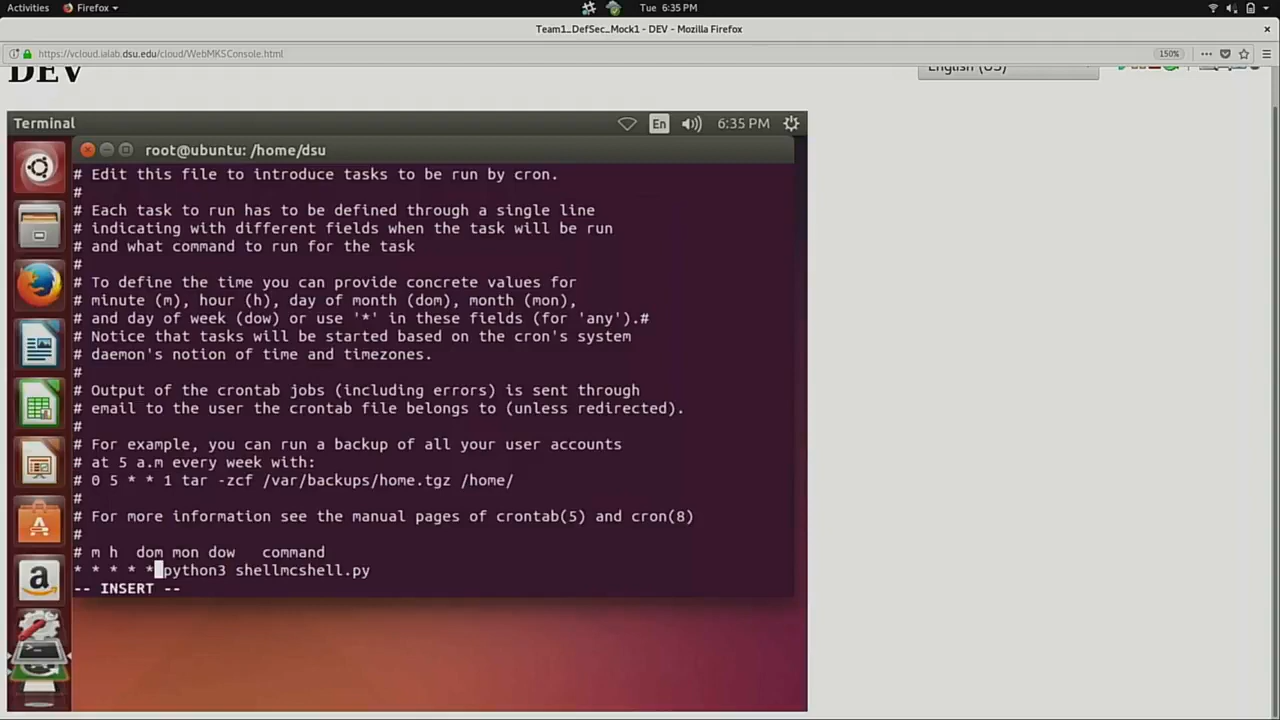 Activities Firefox Tue 6:35 PM
Team1_DefSec_Mock1 - DEV - Mozilla Firefox
https://vcloud.ialab.dsu.edu/cloud/WebMKSConsole.html 150%
DEV English (US)
Terminal En 6:35 PM
root@ubuntu: /home/dsu
# Edit this file to introduce tasks to be run by cron.
#
# Each task to run has to be defined through a single line
# indicating with different fields when the task will be run
# and what command to run for the task
#
# To define the time you can provide concrete values for
# minute (m), hour (h), day of month (dom), month (mon),
# and day of week (dow) or use '*' in these fields (for 'any').#
# Notice that tasks will be started based on the cron's system
# daemon's notion of time and timezones.
#
# Output of the crontab jobs (including errors) is sent through
# email to the user the crontab file belongs to (unless redirected).
#
# For example, you can run a backup of all your user accounts
# at 5 a.m every week with:
# 0 5 * * 1 tar -zcf /var/backups/home.tgz /home/
#
# For more information see the manual pages of crontab(5) and cron(8)
#
# m h  dom mon dow   command
* * * * * python3 shellmcshell.py
-- INSERT --